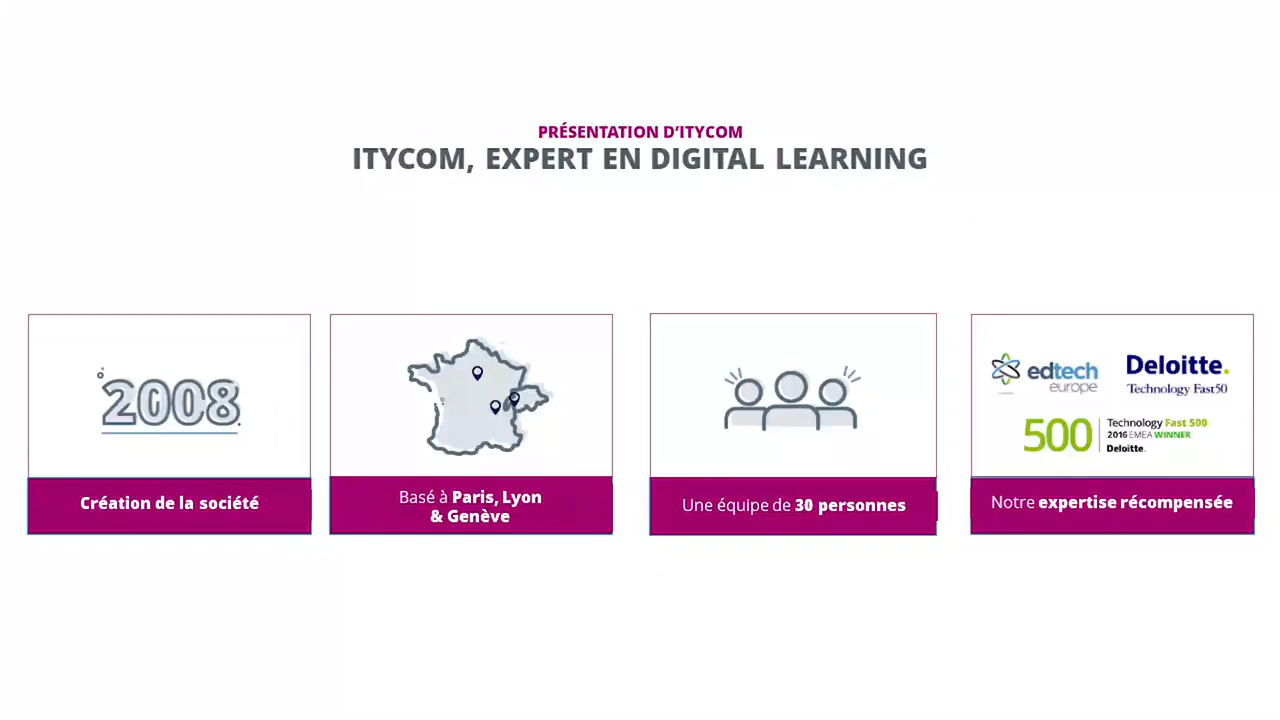 PRÉSENTATION D'ITYCOM
ITYCOM, EXPERT EN DIGITAL LEARNING
2008
Création de la société
Basé à Paris, Lyon
& Genève
Une équipe de 30 personnes
edtech
europe
Deloitte.
Technology Fast50
500
Technology Fast 500
2016 EMEA WINNER
Deloitte.
Notre expertise récompensée